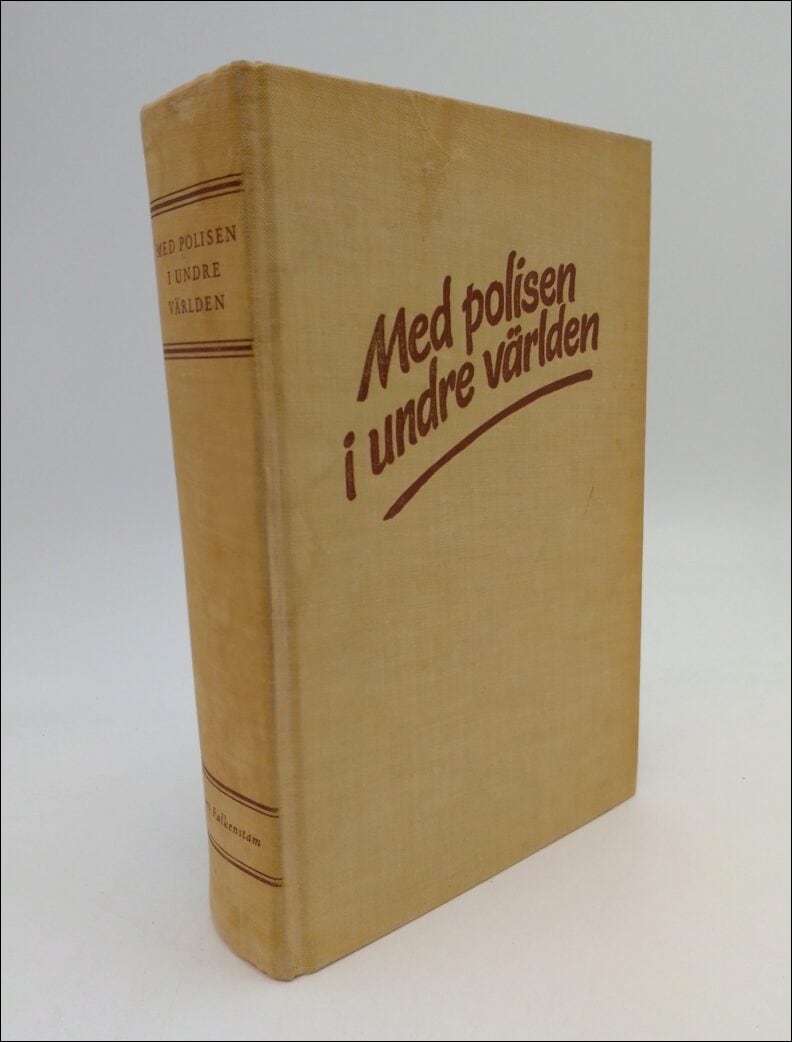 MED POLISEN
I UNDRE
VÄRLDEN
Med polisen
i undre världen
Falkenstam